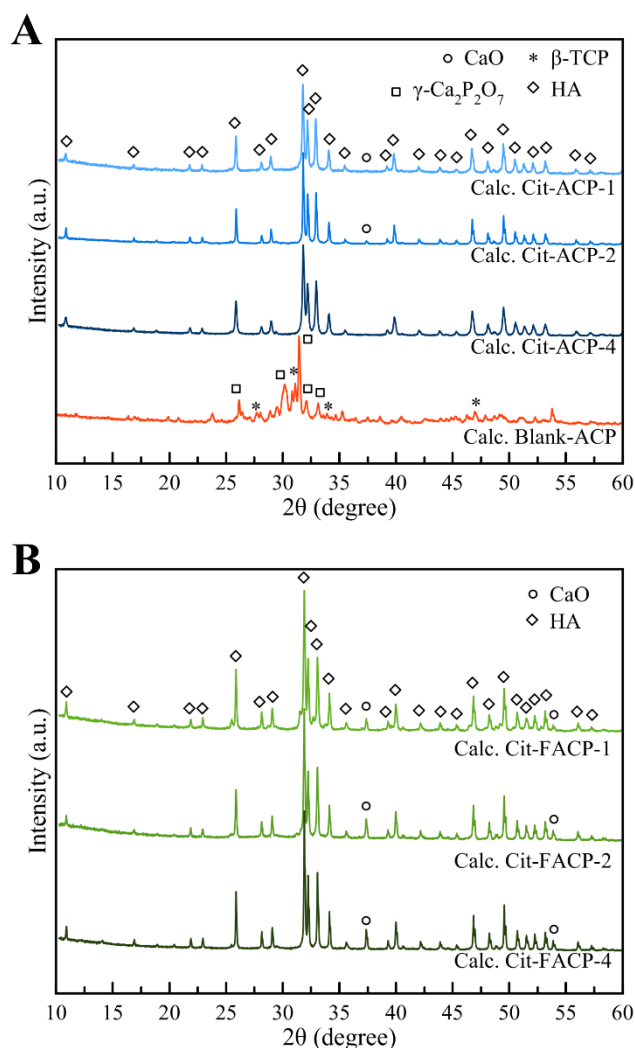 A
CaO
β-TCP
γ-Ca₂P₂O₇
HA
Calc. Cit-ACP-1
Calc. Cit-ACP-2
Calc. Cit-ACP-4
Calc. Blank-ACP
Intensity (a.u.)
10 15 20 25 30 35 40 45 50 55 60
2θ (degree)
B
CaO
HA
Calc. Cit-FACP-1
Calc. Cit-FACP-2
Calc. Cit-FACP-4
Intensity (a.u.)
10 15 20 25 30 35 40 45 50 55 60
2θ (degree)